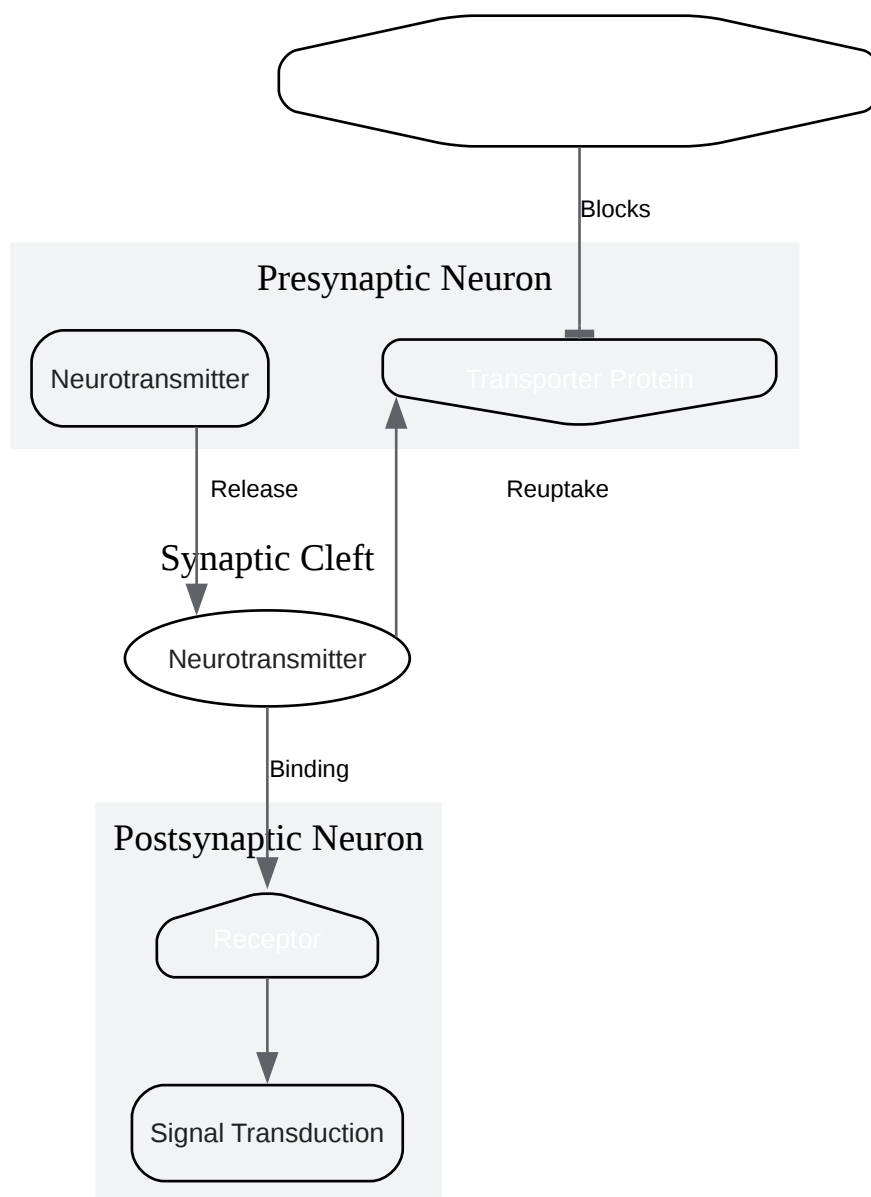 Blocks
Presynaptic Neuron
Neurotransmitter
Transporter Protein
Release
Reuptake
Synaptic Cleft
Neurotransmitter
Binding
Postsynaptic Neuron
Receptor
Signal Transduction